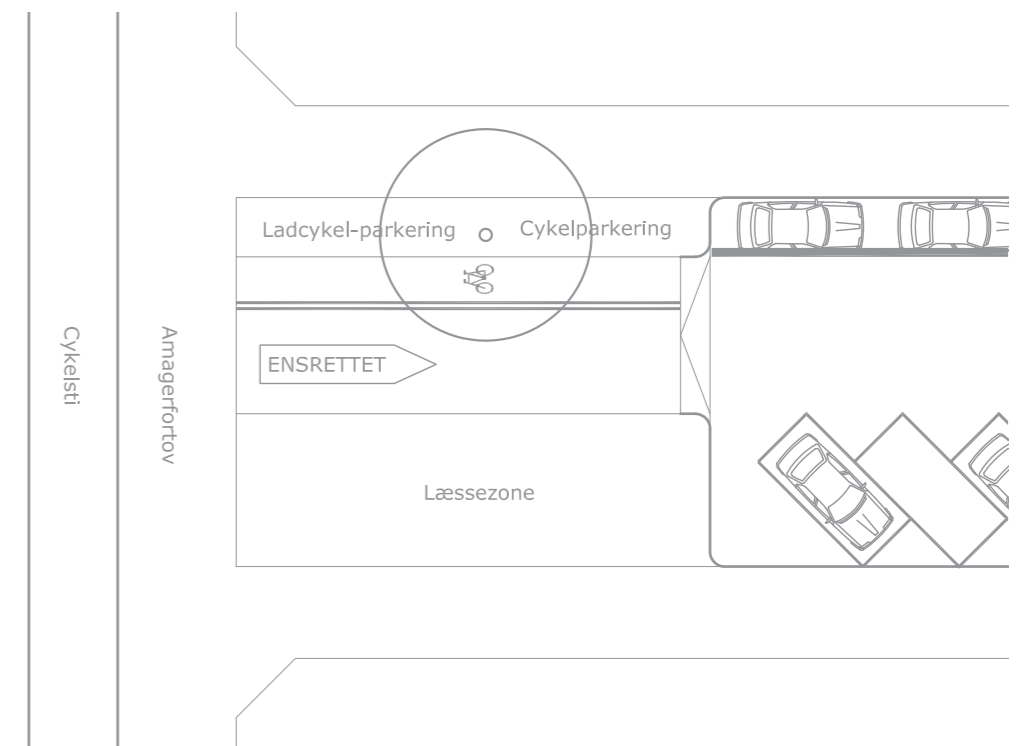 Ladcykel-parkering
Cykelparkering
Cykelsti
Amagerfortov
ENSRETTET
Læssezone